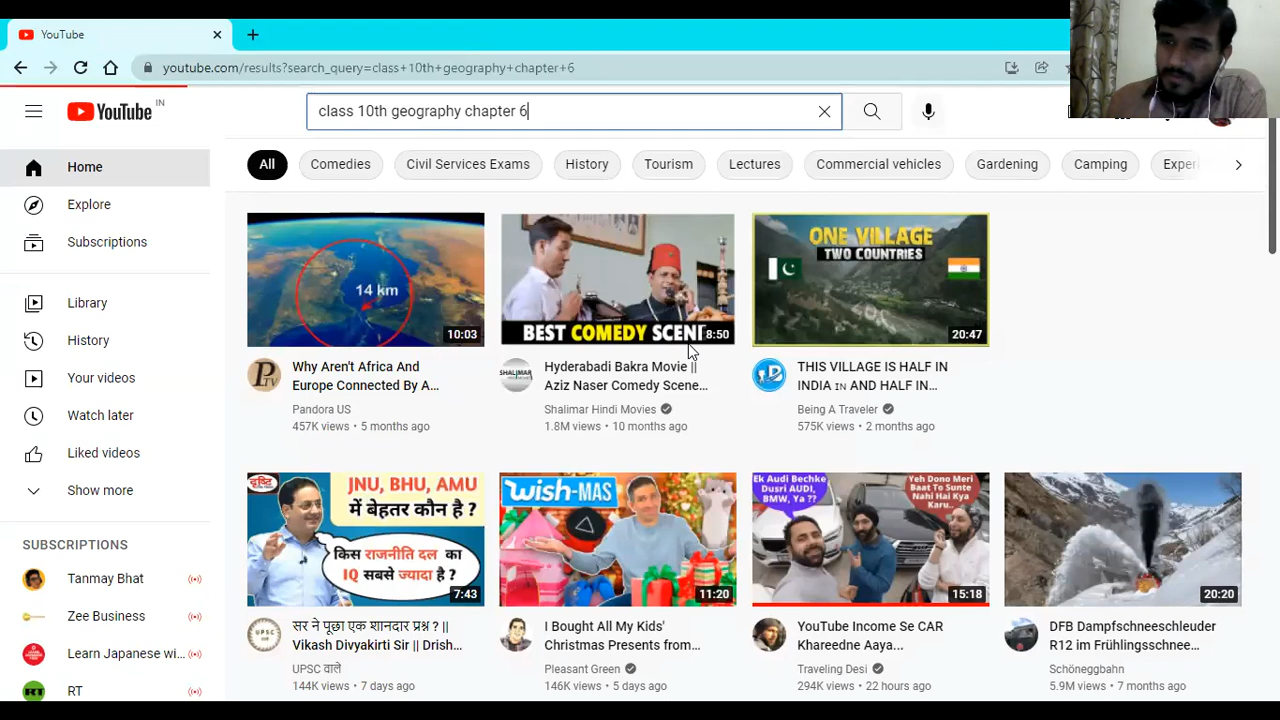 YouTube
youtube.com/results?search_query=class+10th+geography+chapter+6
YouTube IN
class 10th geography chapter 6
Home
Explore
Subscriptions
Library
History
Your videos
Watch later
Liked videos
Show more
SUBSCRIPTIONS
Tanmay Bhat
Zee Business
Learn Japanese wi...
RT
All
Comedies
Civil Services Exams
History
Tourism
Lectures
Commercial vehicles
Gardening
Camping
Exper
14 km
10:03
Why Aren't Africa And
Europe Connected By A...
Pandora US
457K views • 5 months ago
BEST COMEDY SCENE
8:50
SHALIMAR
Hyderabadi Bakra Movie ||
Aziz Naser Comedy Scene...
Shalimar Hindi Movies
1.8M views • 10 months ago
ONE VILLAGE
TWO COUNTRIES
20:47
THIS VILLAGE IS HALF IN
INDIA IN AND HALF IN...
Being A Traveler
575K views • 2 months ago
दृष्टि
JNU, BHU, AMU
में बेहतर कौन है ?
किस राजनीति दल का
IQ सबसे ज्यादा है ?
7:43
UPSC
सर ने पूछा एक शानदार प्रश्न ? ||
Vikash Divyakirti Sir || Drish...
UPSC वाले
144K views • 7 days ago
wish-MAS
11:20
I Bought All My Kids'
Christmas Presents from...
Pleasant Green
146K views • 5 days ago
Ek Audi Bechke
Dusri AUDI,
BMW, Ya ??
Yeh Dono Meri
Baat To Sunte
Nahi Hai Kya
Karu..
15:18
YouTube Income Se CAR
Khareedne Aaya...
Traveling Desi
294K views • 22 hours ago
20:20
DFB Dampfschneeschleuder
R12 im Frühlingsschnee...
Schöneggbahn
5.9M views • 7 months ago